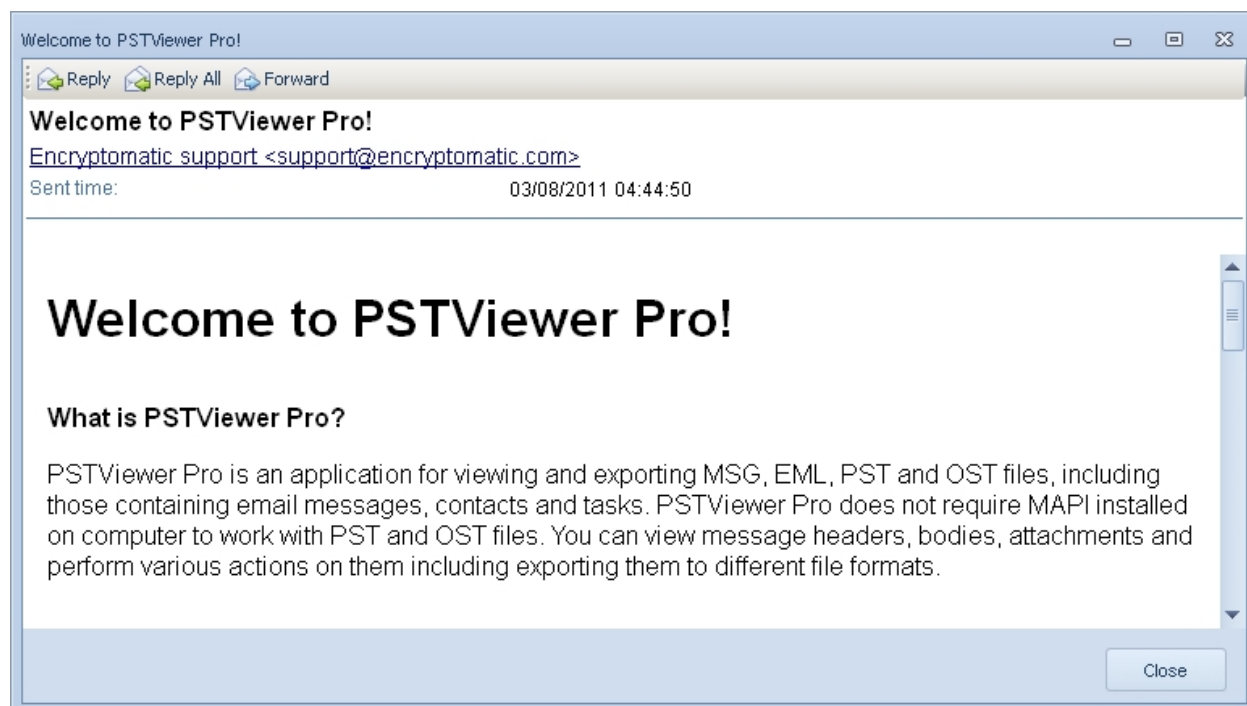 Welcome to PSTViewer Pro!
Reply Reply All Forward
Welcome to PSTViewer Pro!
Encryptomatic support <support@encryptomatic.com>
Sent time: 03/08/2011 04:44:50
Welcome to PSTViewer Pro!
What is PSTViewer Pro?
PSTViewer Pro is an application for viewing and exporting MSG, EML, PST and OST files, including
those containing email messages, contacts and tasks. PSTViewer Pro does not require MAPI installed
on computer to work with PST and OST files. You can view message headers, bodies, attachments and
perform various actions on them including exporting them to different file formats.
Close